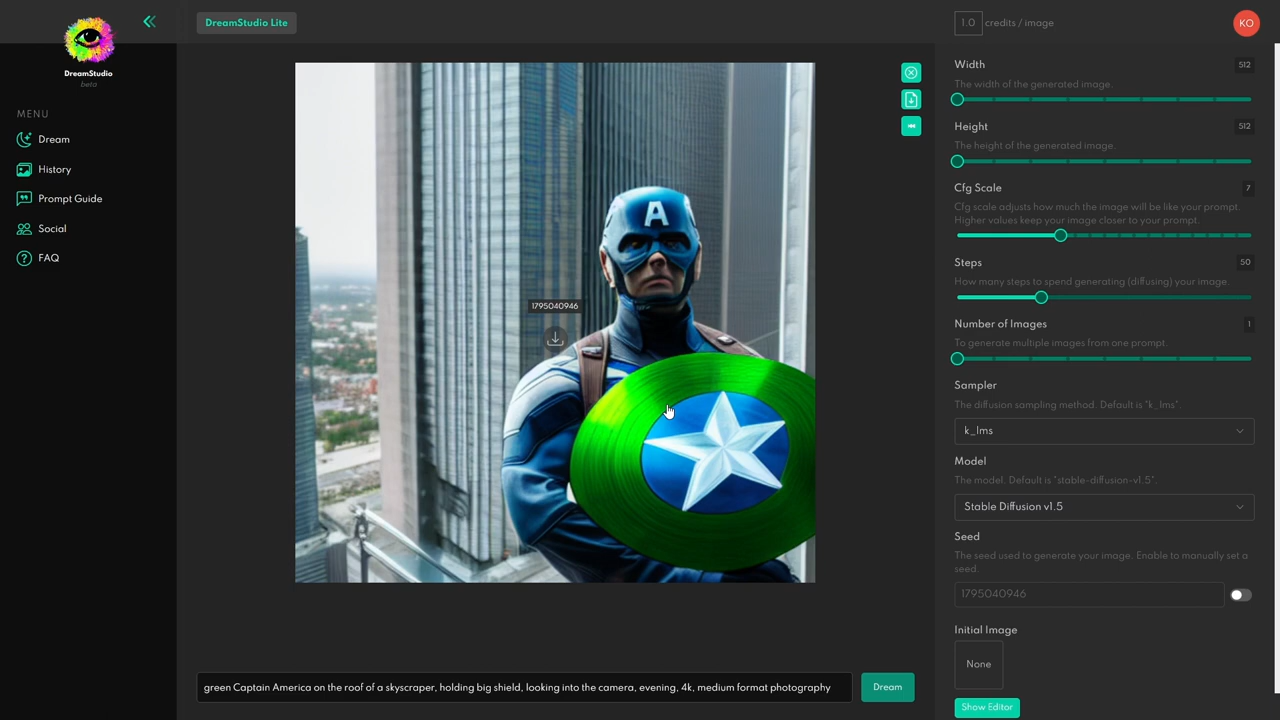 DreamStudio
beta
MENU
Dream
History
Prompt Guide
Social
FAQ
DreamStudio Lite
1.0 credits / image
KO
A
1795040946
green Captain America on the roof of a skyscraper, holding big shield, looking into the camera, evening, 4k, medium format photography
Dream
Width 512
The width of the generated image.
Height 512
The height of the generated image.
Cfg Scale 7
Cfg scale adjusts how much the image will be like your prompt.
Higher values keep your image closer to your prompt.
Steps 50
How many steps to spend generating (diffusing) your image.
Number of Images 1
To generate multiple images from one prompt.
Sampler
The diffusion sampling method. Default is "k_lms".
k_lms
Model
The model. Default is "stable-diffusion-v1.5".
Stable Diffusion v1.5
Seed
The seed used to generate your image. Enable to manually set a
seed.
1795040946
Initial Image
None
Show Editor